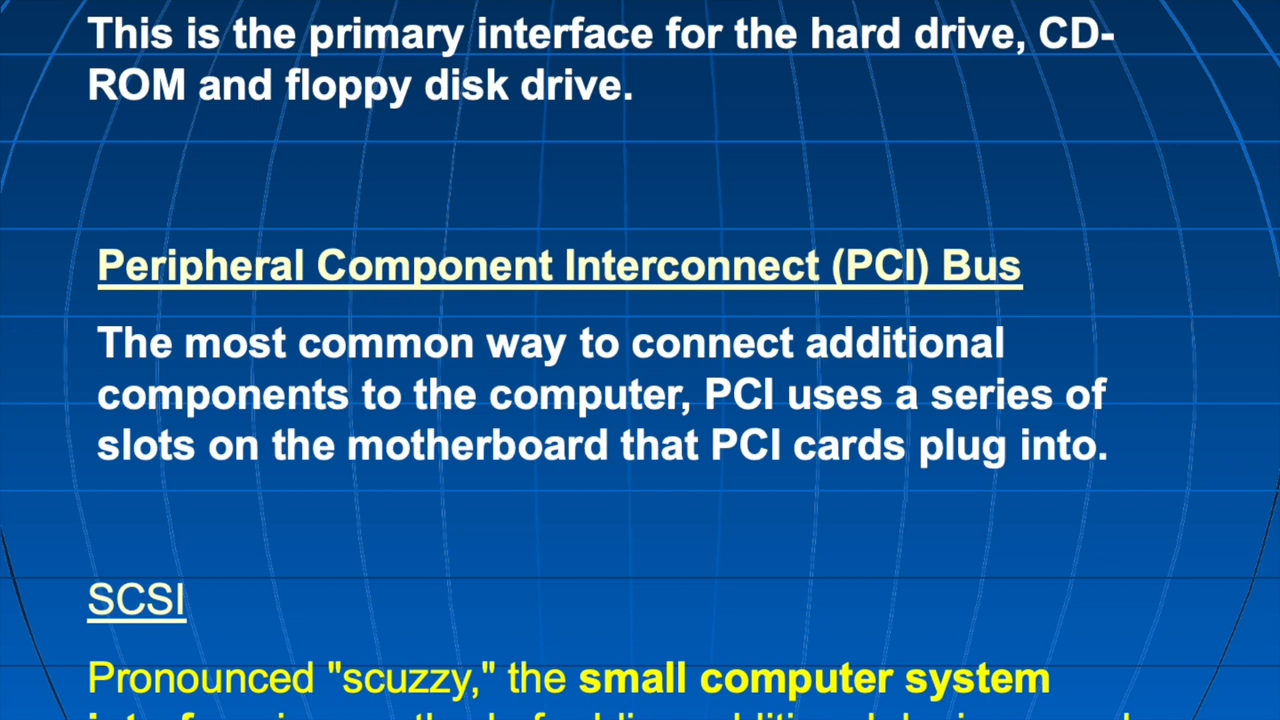 This is the primary interface for the hard drive, CD-
ROM and floppy disk drive.
Peripheral Component Interconnect (PCI) Bus
The most common way to connect additional
components to the computer, PCI uses a series of
slots on the motherboard that PCI cards plug into.
SCSI
Pronounced "scuzzy," the small computer system